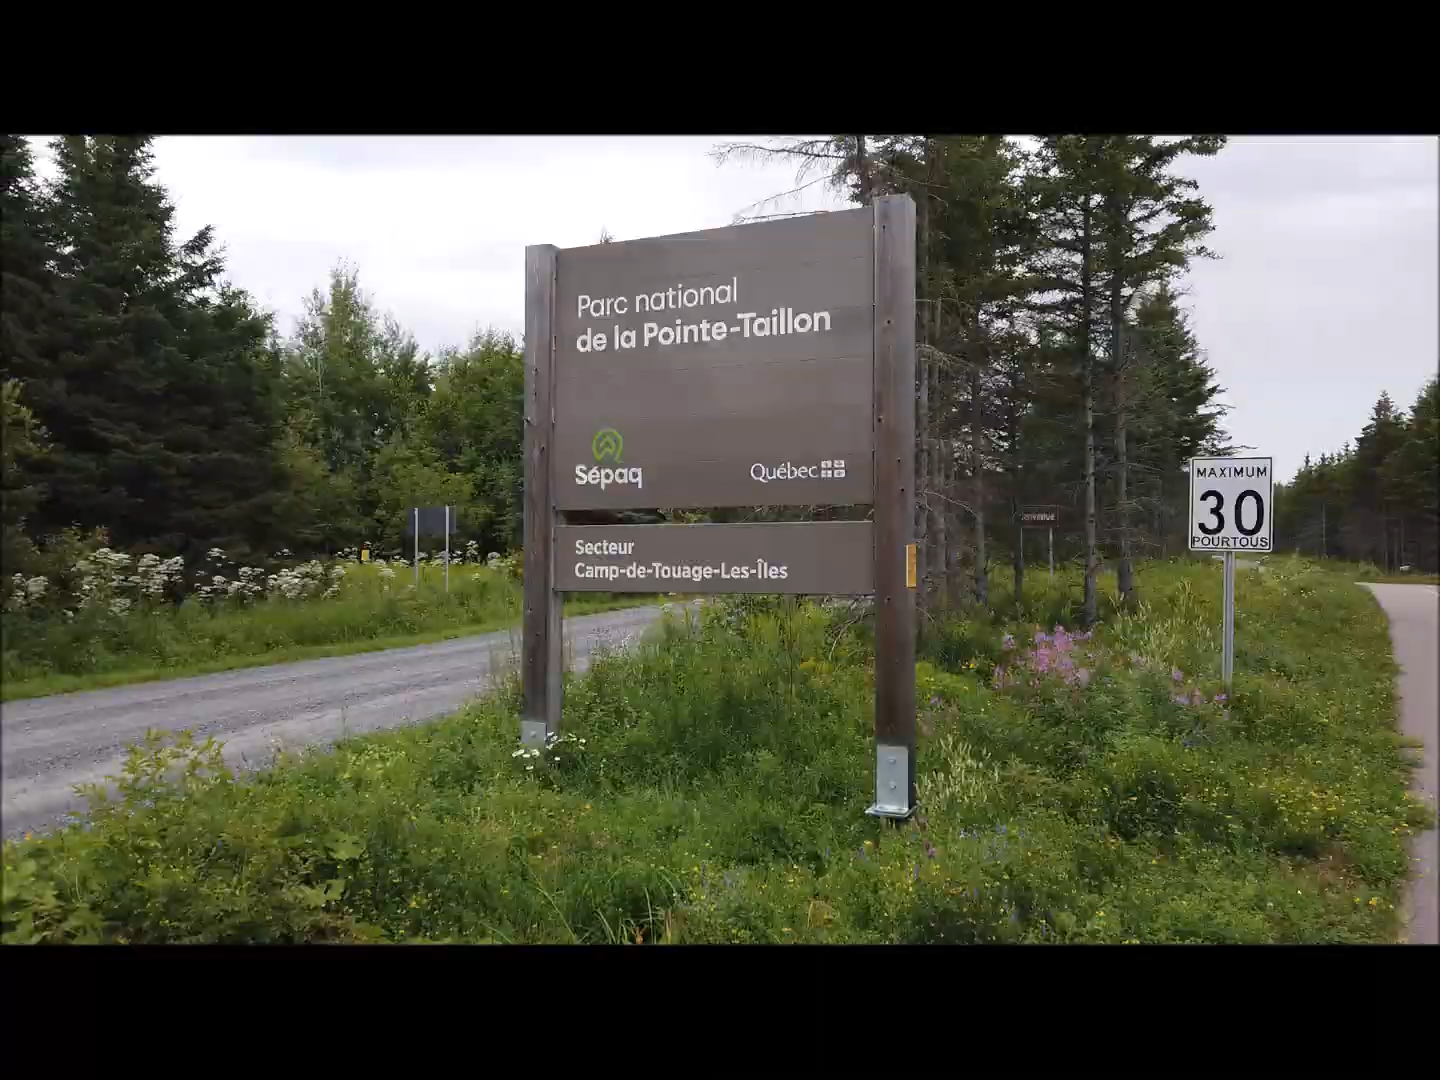 Parc national
de la Pointe-Taillon
Sépaq
Québec
Secteur
Camp-de-Touage-Les-Îles
MAXIMUM
30
POURTOUS